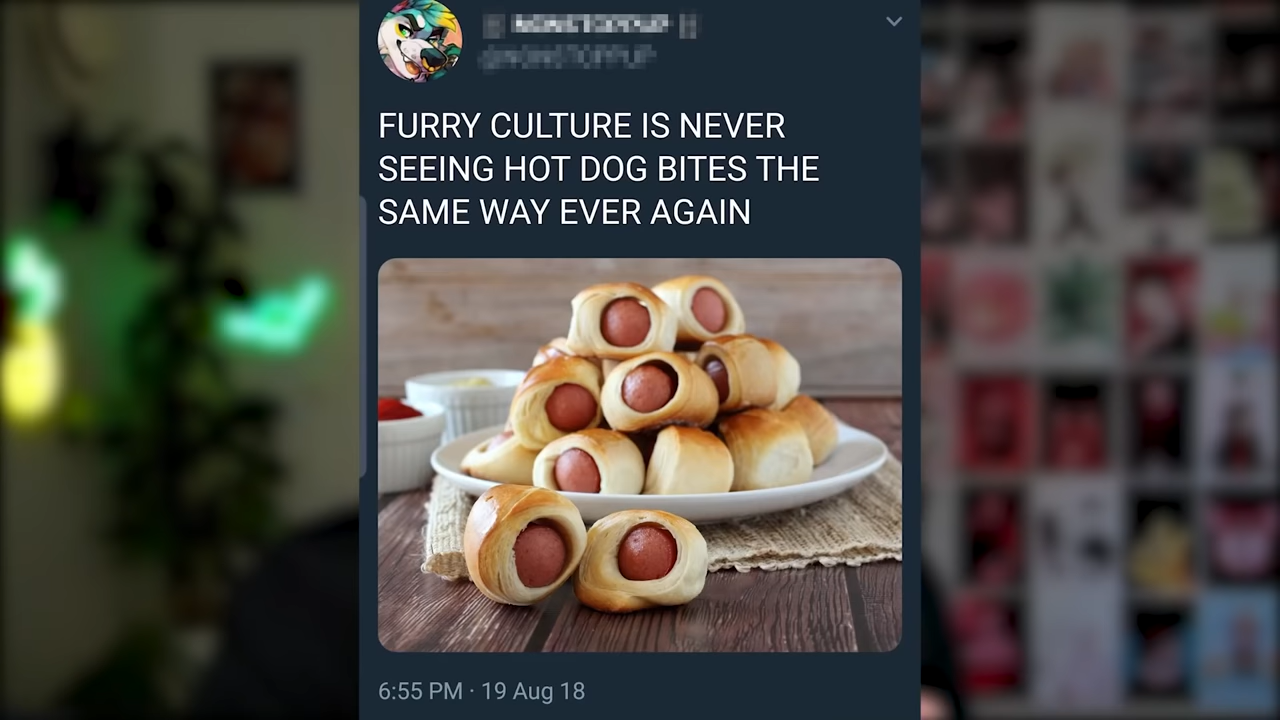 FURRY CULTURE IS NEVER
SEEING HOT DOG BITES THE
SAME WAY EVER AGAIN
6:55 PM · 19 Aug 18